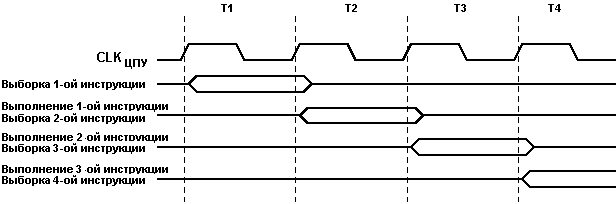 T1 T2 T3 T4
CLK ЦПУ
Выборка 1-ой инструкции
Выполнение 1-ой инструкции
Выборка 2-ой инструкции
Выполнение 2-ой инструкции
Выборка 3-ой инструкции
Выполнение 3-ой инструкции
Выборка 4-ой инструкции